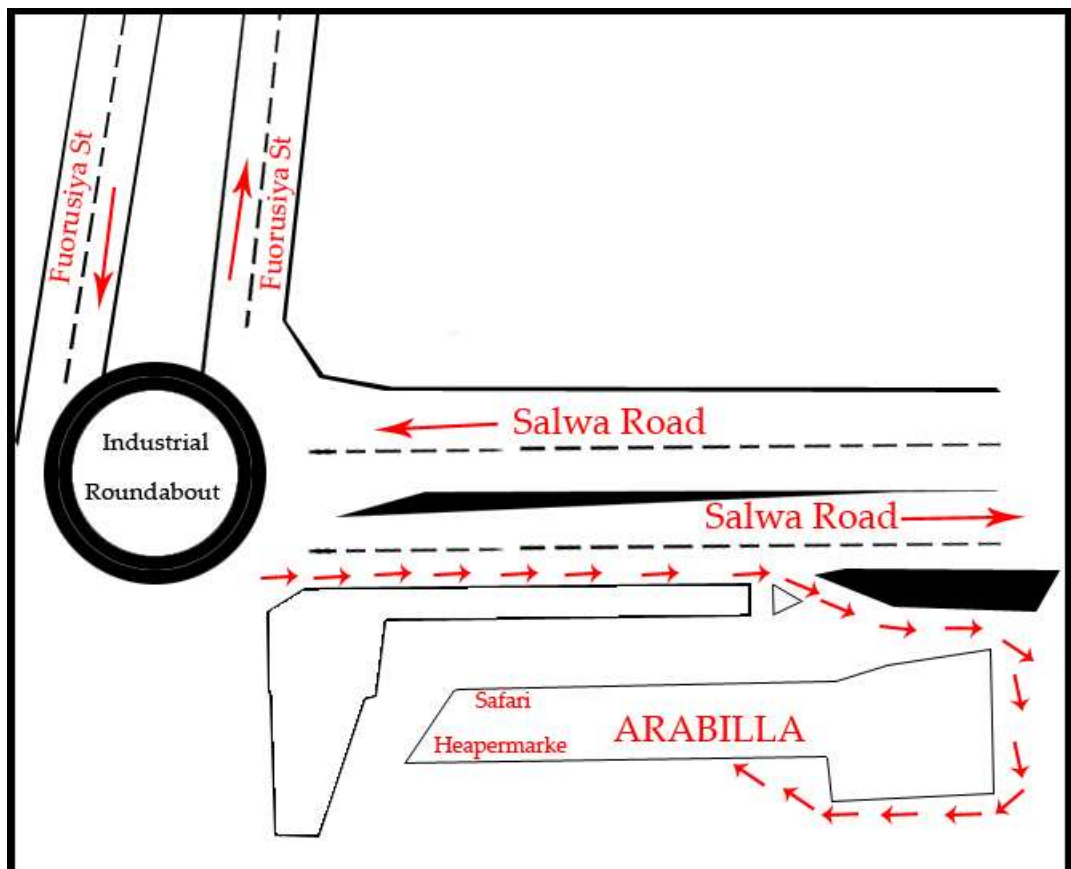 Fuorusiya St
Fuorusiya St
Industrial
Roundabout
Salwa Road
Salwa Road
Safari
Heapermarke
ARABILLA